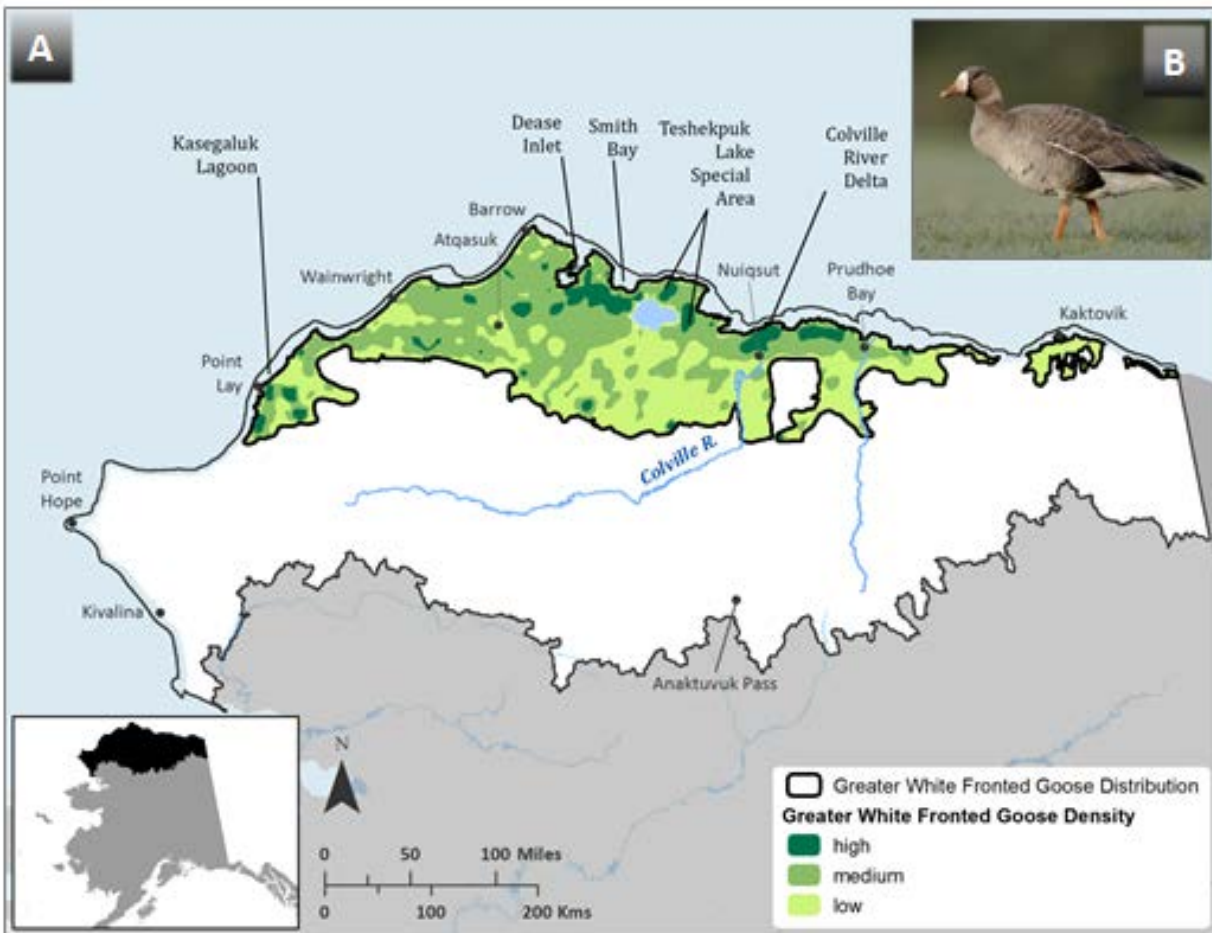 A
B
Kasegaluk
Lagoon
Dease
Inlet
Smith
Bay
Teshekpuk
Lake
Special
Area
Colville
River
Delta
Barrow
Atqasuk
Wainwright
Nuiqsut
Prudhoe
Bay
Kaktovik
Point
Lay
Point
Hope
Colville R.
Kivalina
Anaktuvuk Pass
N
0 50 100 Miles
0 100 200 Kms
Greater White Fronted Goose Distribution
Greater White Fronted Goose Density
high
medium
low